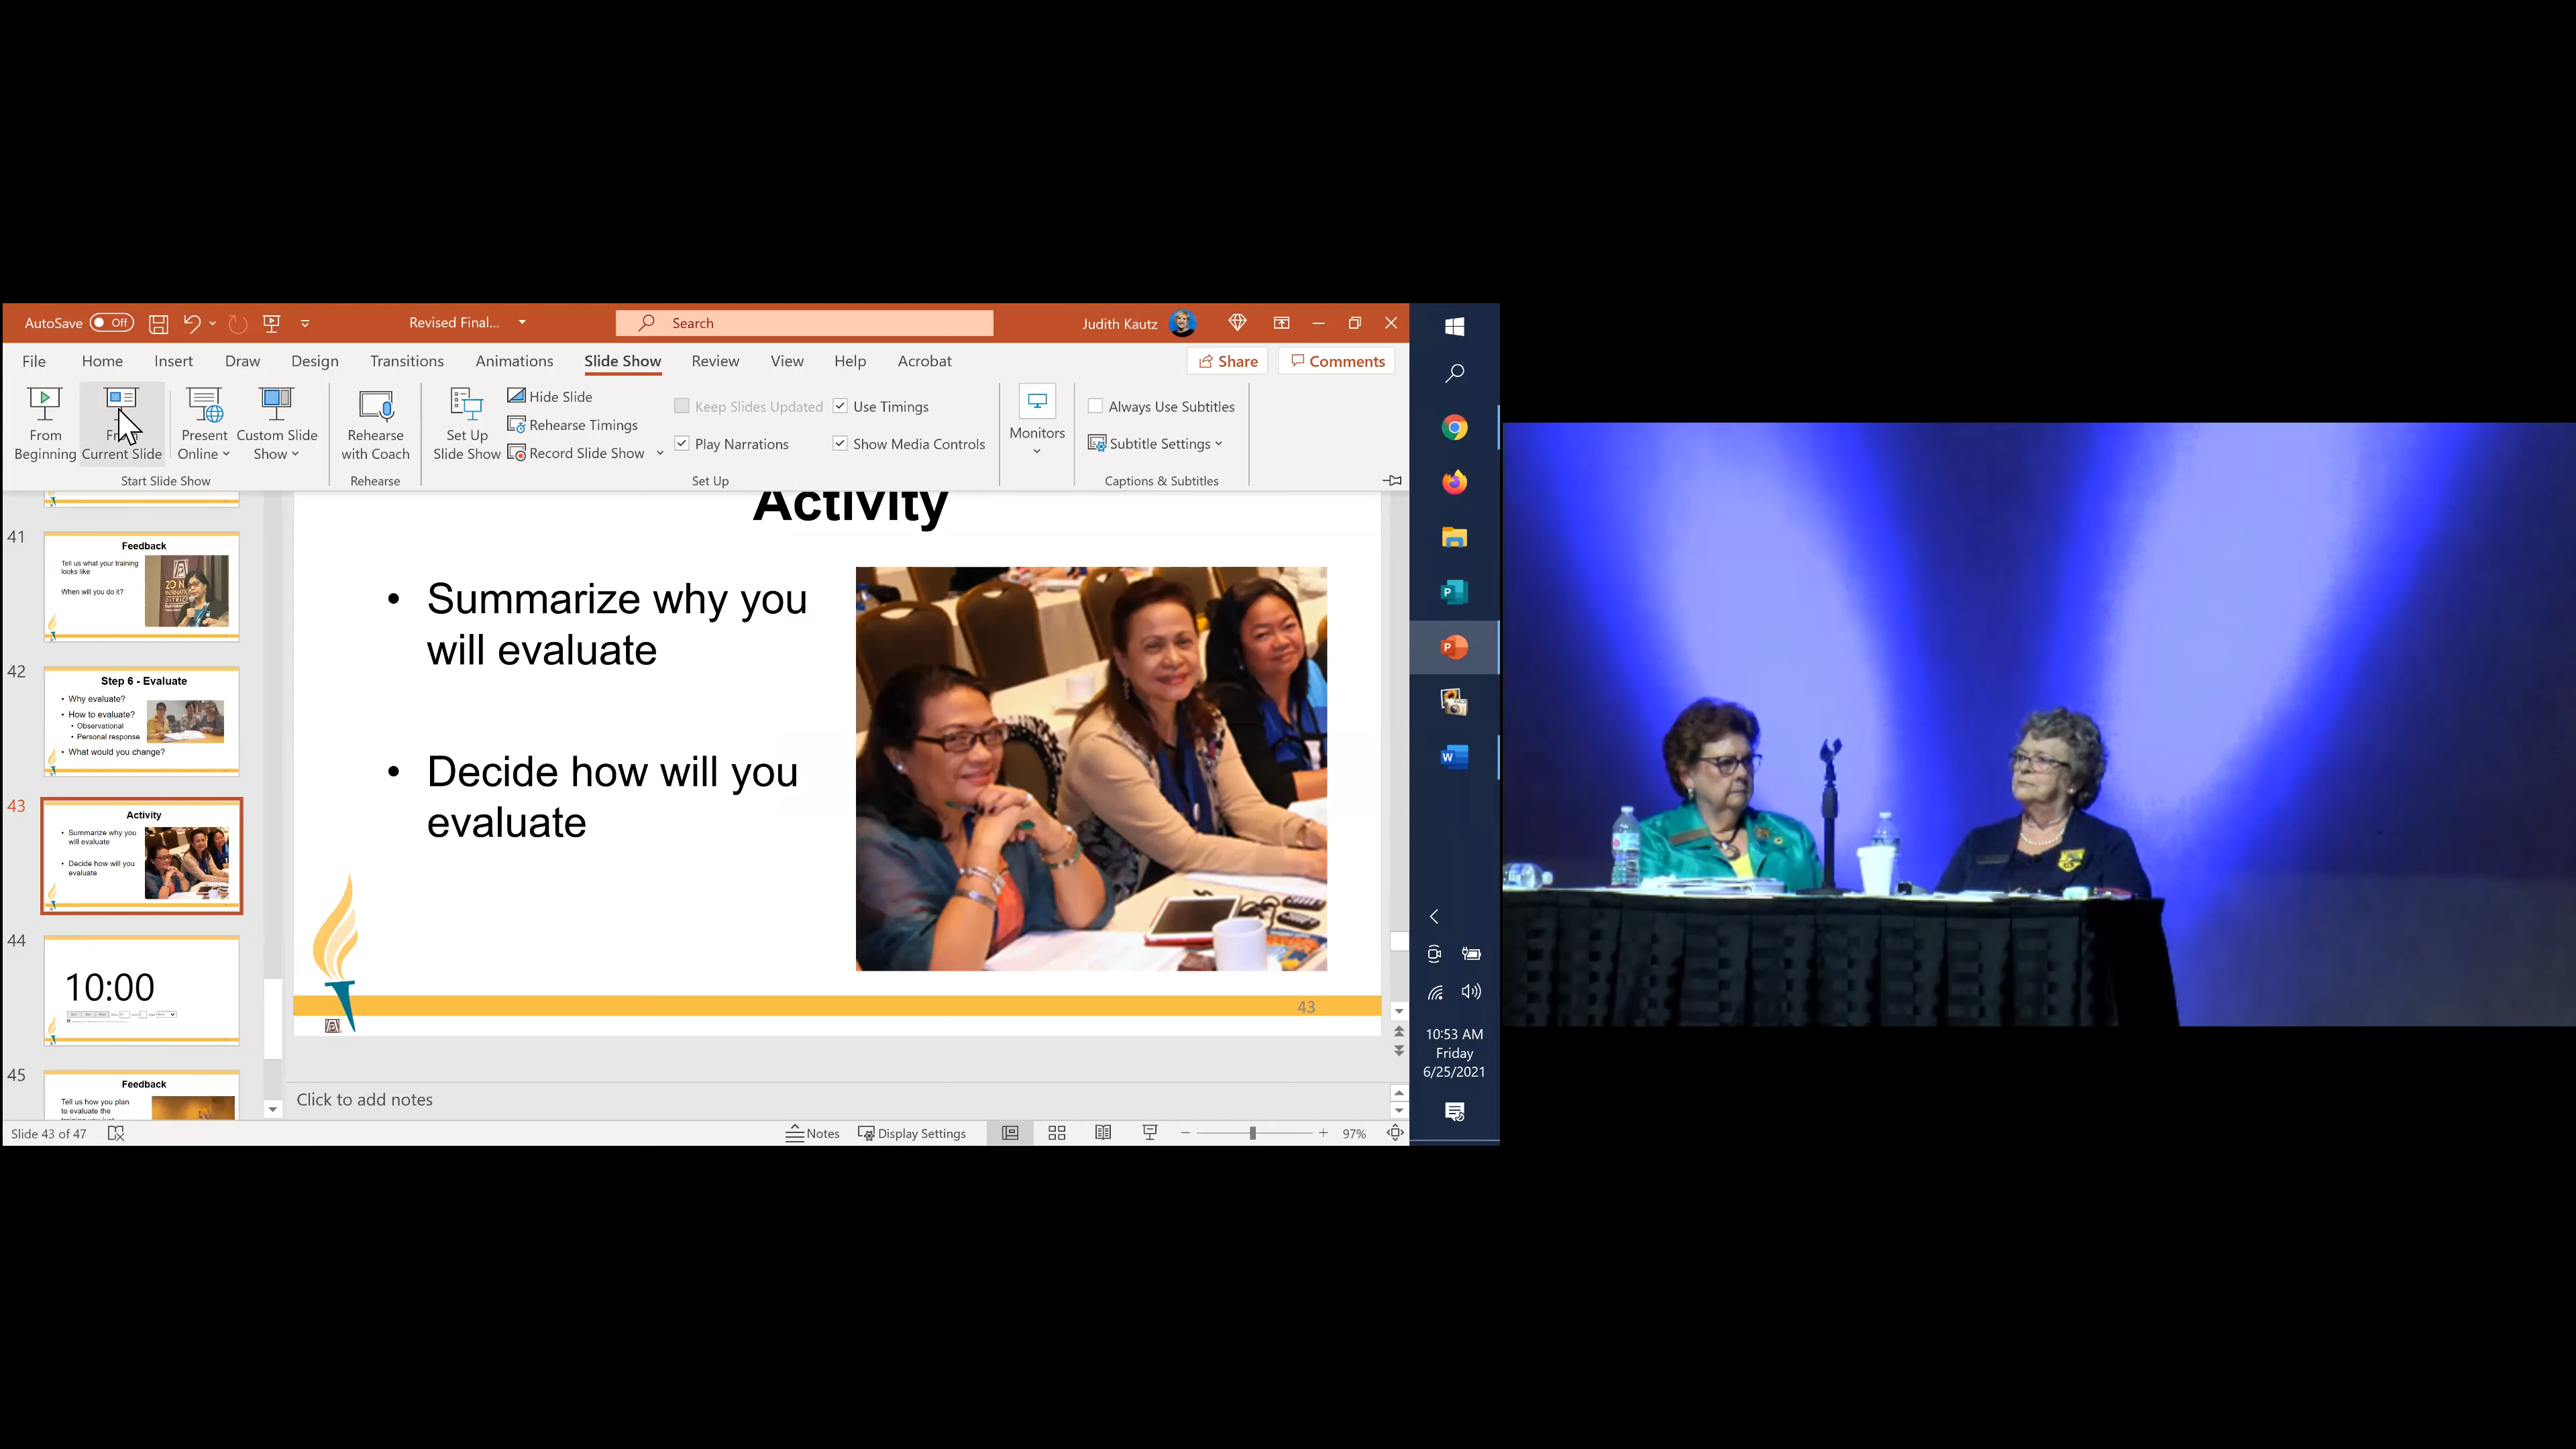 AutoSave Off
Revised Final...
Search
Judith Kautz
File Home Insert Draw Design Transitions Animations Slide Show Review View Help Acrobat
Share Comments
From Beginning
From Current Slide
Present Online
Custom Slide Show
Start Slide Show
Rehearse with Coach
Rehearse
Set Up Slide Show
Hide Slide
Rehearse Timings
Record Slide Show
Keep Slides Updated
Play Narrations
Use Timings
Show Media Controls
Set Up
Monitors
Always Use Subtitles
Subtitle Settings
Captions & Subtitles
41
Feedback
Tell us what your training
looks like
When will you do it?
42
Step 6 - Evaluate
• Why evaluate?
• How to evaluate?
• Observational
• Personal response
• What would you change?
43
Activity
• Summarize why you
will evaluate
• Decide how will you
evaluate
44
10:00
45
Feedback
Tell us how you plan
to evaluate the
Activity
• Summarize why you
will evaluate
• Decide how will you
evaluate
43
Click to add notes
Slide 43 of 47
Notes
Display Settings
97%
10:53 AM
Friday
6/25/2021